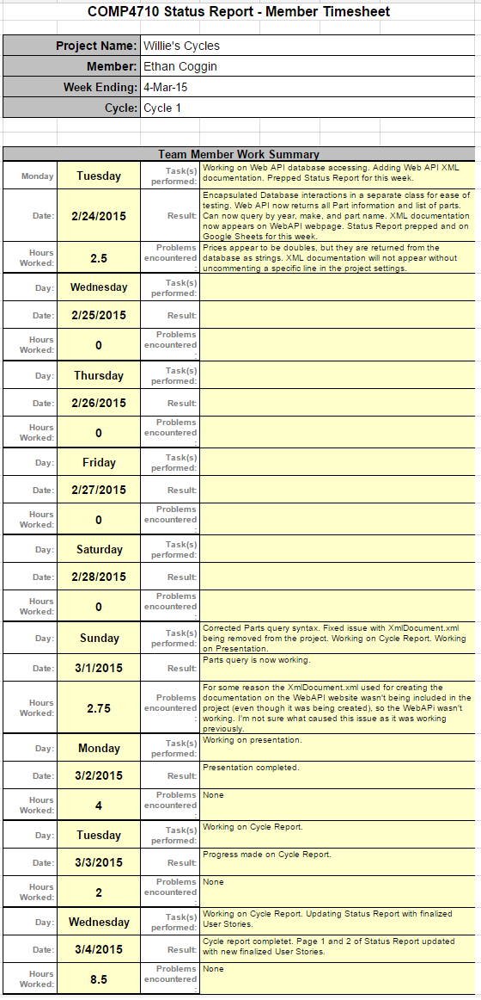 COMP4710 Status Report - Member Timesheet
Project Name: Willie's Cycles
Member: Ethan Coggin
Week Ending: 4-Mar-15
Cycle: Cycle 1
Team Member Work Summary
Monday Tuesday Task(s) performed: Working on Web API database accessing. Adding Web API XML
documentation. Prepped Status Report for this week.
Date: 2/24/2015 Result: Encapsulated Database interactions in a separate class for ease of
testing. Web API now returns all Part information and list of parts.
Can now query by year, make, and part name. XML documentation
now appears on WebAPI webpage. Status Report prepped and on
Google Sheets for this week.
Hours Worked: 2.5 Problems encountered : Prices appear to be doubles, but they are returned from the
database as strings. XML documentation will not appear without
uncommenting a specific line in the project settings.
Day: Wednesday Task(s) performed:
Date: 2/25/2015 Result:
Hours Worked: 0 Problems encountered :
Day: Thursday Task(s) performed:
Date: 2/26/2015 Result:
Hours Worked: 0 Problems encountered :
Day: Friday Task(s) performed:
Date: 2/27/2015 Result:
Hours Worked: 0 Problems encountered :
Day: Saturday Task(s) performed:
Date: 2/28/2015 Result:
Hours Worked: 0 Problems encountered :
Day: Sunday Task(s) performed: Corrected Parts query syntax. Fixed issue with XmlDocument.xml
being removed from the project. Working on Cycle Report. Working
on Presentation.
Date: 3/1/2015 Result: Parts query is now working.
Hours Worked: 2.75 Problems encountered : For some reason the XmlDocument.xml used for creating the
documentation on the WebAPI website wasn't being included in the
project (even though it was being created), so the WebAPi wasn't
working. I'm not sure what caused this issue as it was working
previously.
Day: Monday Task(s) performed: Working on presentation.
Date: 3/2/2015 Result: Presentation completed.
Hours Worked: 4 Problems encountered : None
Day: Tuesday Task(s) performed: Working on Cycle Report.
Date: 3/3/2015 Result: Progress made on Cycle Report.
Hours Worked: 2 Problems encountered : None
Day: Wednesday Task(s) performed: Working on Cycle Report. Updating Status Report with finalized
User Stories.
Date: 3/4/2015 Result: Cycle report completet. Page 1 and 2 of Status Report updated
with new finalized User Stories.
Hours Worked: 8.5 Problems encountered : None